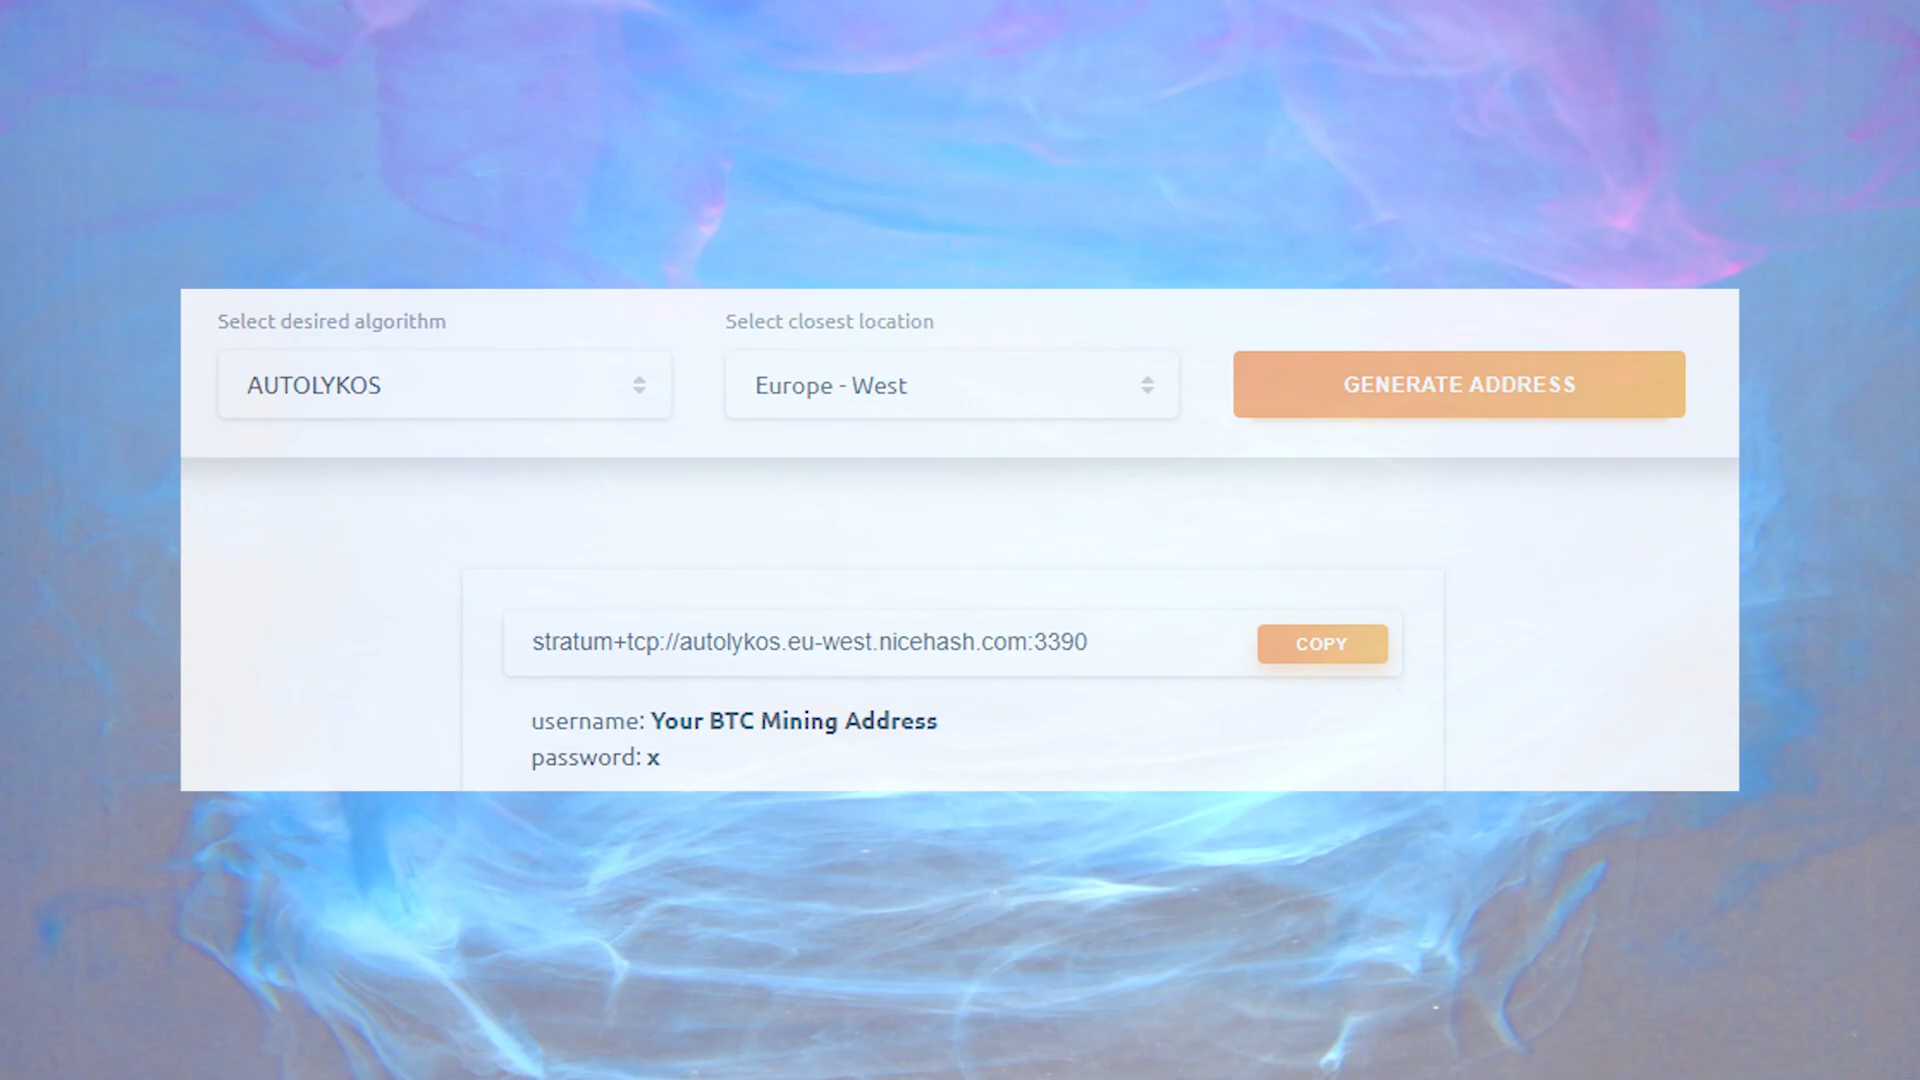 Select desired algorithm
Select closest location
AUTOLYKOS
Europe - West
GENERATE ADDRESS
stratum+tcp://autolykos.eu-west.nicehash.com:3390
COPY
username: Your BTC Mining Address
password: x